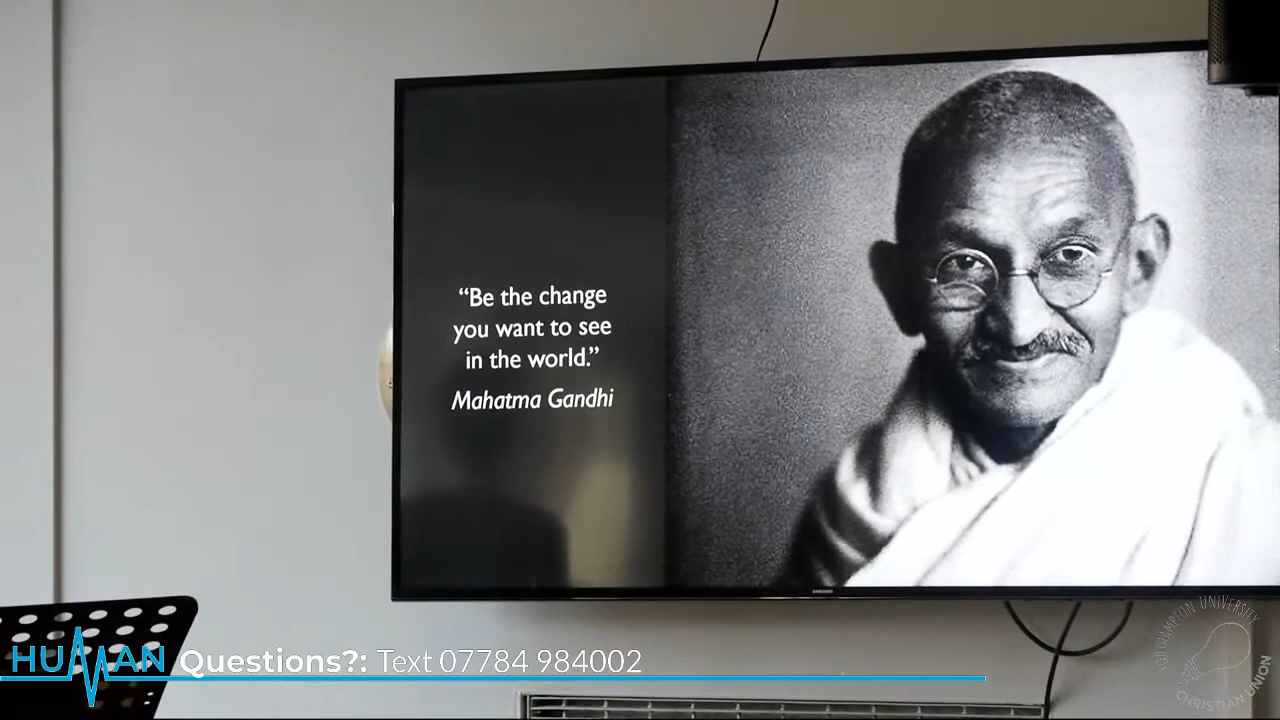 “Be the change
you want to see
in the world.”
Mahatma Gandhi
SAMSUNG
HUMAN Questions?: Text 07784 984002
SOUTHAMPTON UNIVERSITY
CHRISTIAN UNION